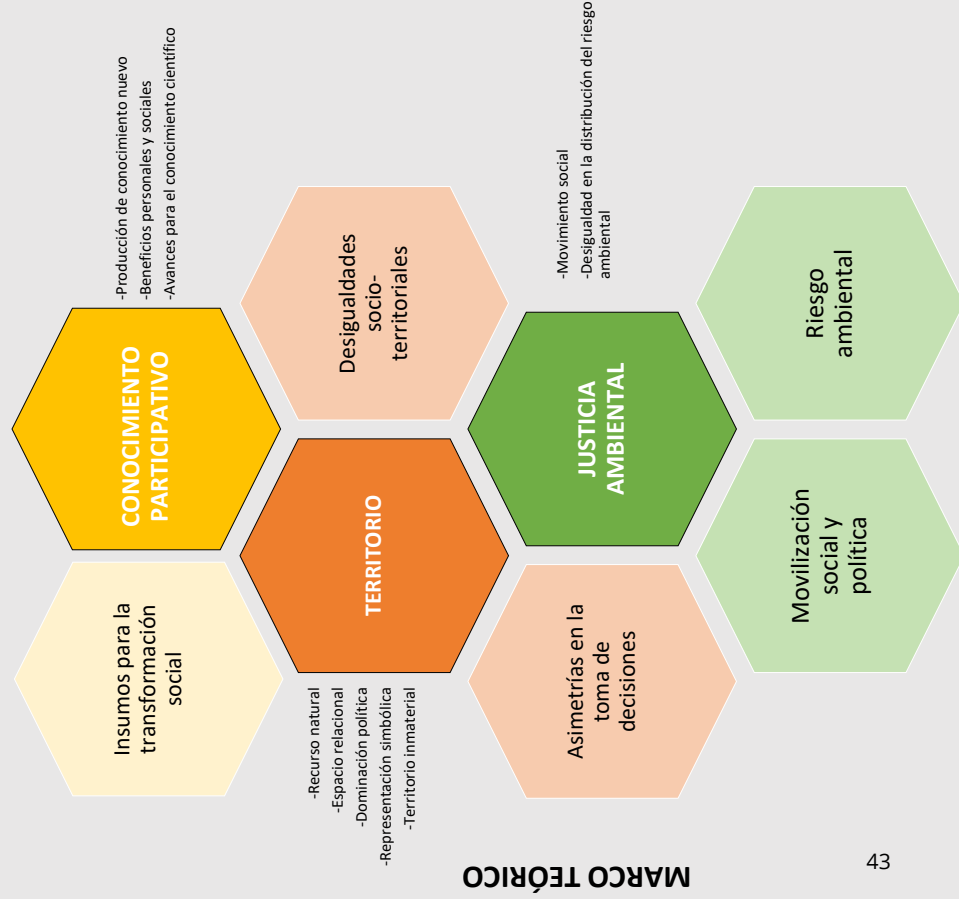 MARCO TEÓRICO
Insumos para la
transformación
social
CONOCIMIENTO
PARTICIPATIVO
-Producción de conocimiento nuevo
-Beneficios personales y sociales
-Avances para el conocimiento científico
-Recurso natural
-Espacio relacional
-Dominación política
-Representación simbólica
-Territorio inmaterial
TERRITORIO
Desigualdades
socio-
territoriales
Asimetrías en la
toma de
decisiones
JUSTICIA
AMBIENTAL
-Movimiento social
-Desigualdad en la distribución del riesgo
ambiental
Movilización
social y
política
Riesgo
ambiental
43